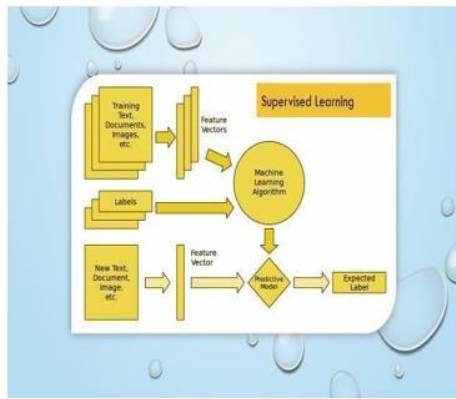 Supervised Learning
Training
Text,
Documents,
Images,
etc.
Feature
Vectors
Machine
Learning
Algorithm
Labels
New Text,
Document,
Image,
etc.
Feature
Vector
Predictive
Model
Expected
Label